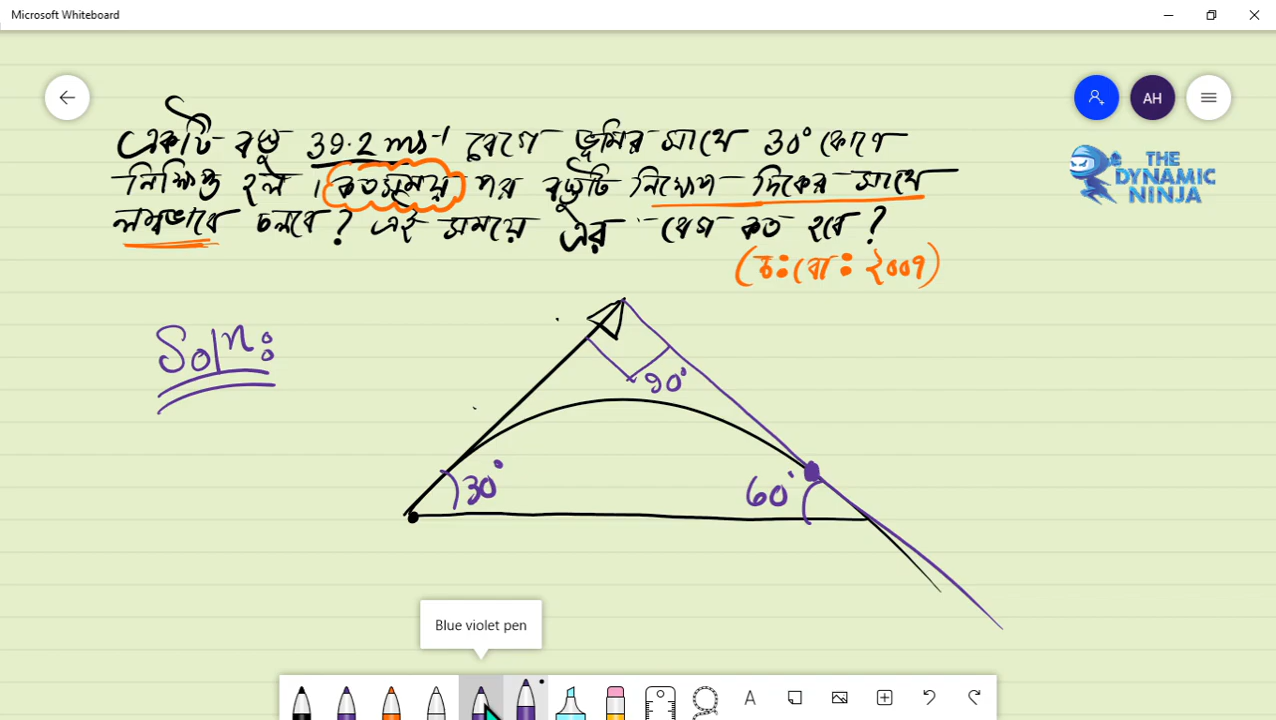 Microsoft Whiteboard
AH
THE DYNAMIC NINJA
একটি বস্তু 39.2 ms-1 বেগে ভূমির সাথে 30° কোণে
নিক্ষিপ্ত হল । কতসময় পর বস্তুটি নিক্ষেপ দিকের সাথে
লম্বভাবে চলবে? এই সময়ে এর বেগ কত হবে?
(চঃবোঃ ২০০৭)
Solnঃ
90°
30°
60°
Blue violet pen
A